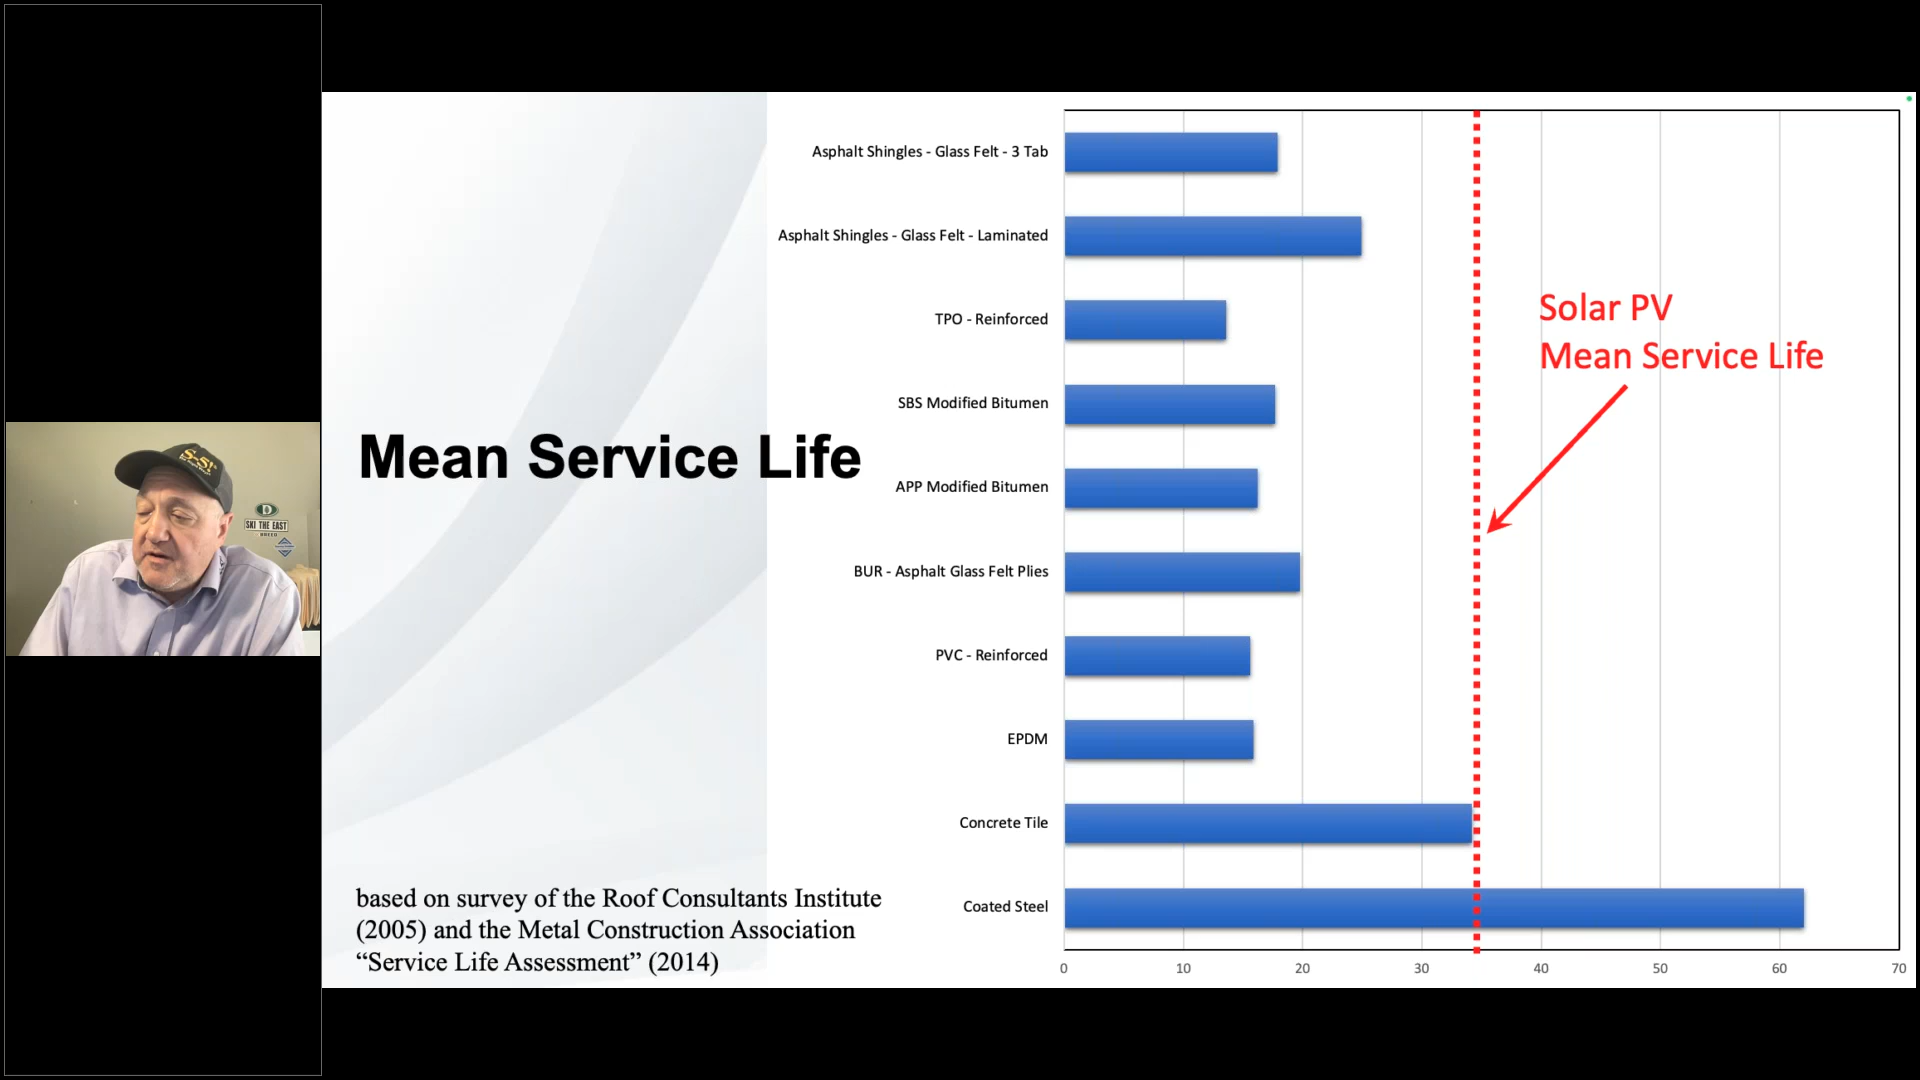 Mean Service Life
based on survey of the Roof Consultants Institute
(2005) and the Metal Construction Association
“Service Life Assessment” (2014)
Asphalt Shingles - Glass Felt - 3 Tab
Asphalt Shingles - Glass Felt - Laminated
TPO - Reinforced
SBS Modified Bitumen
APP Modified Bitumen
BUR - Asphalt Glass Felt Plies
PVC - Reinforced
EPDM
Concrete Tile
Coated Steel
0 10 20 30 40 50 60 70
Solar PV
Mean Service Life
S-5!
SKI THE EAST